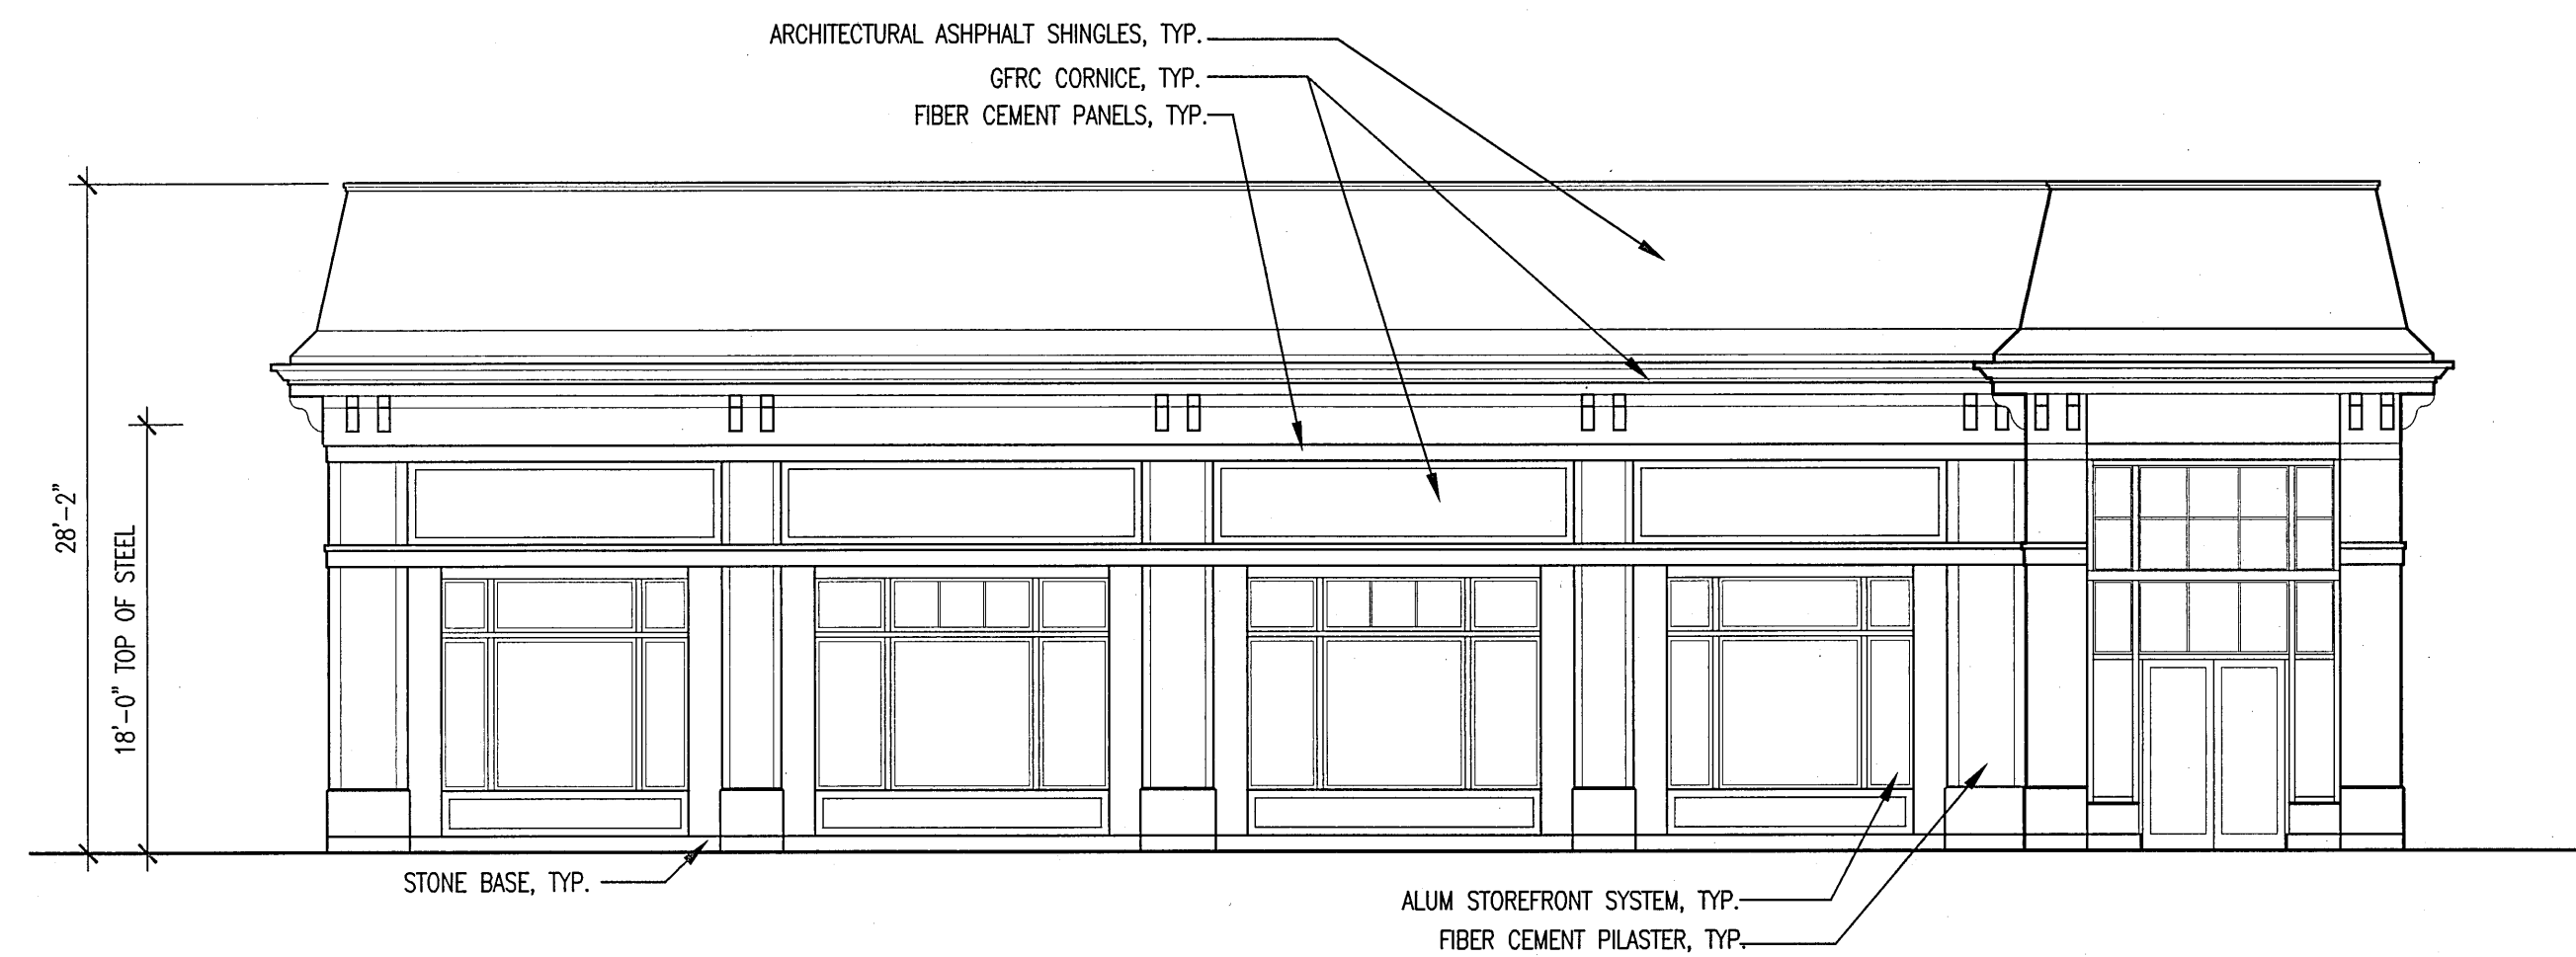 ARCHITECTURAL ASHPHALT SHINGLES, TYP.
GFRC CORNICE, TYP.
FIBER CEMENT PANELS, TYP.
28'-2"
18'-0" TOP OF STEEL
STONE BASE, TYP.
ALUM STOREFRONT SYSTEM, TYP.
FIBER CEMENT PILASTER, TYP.